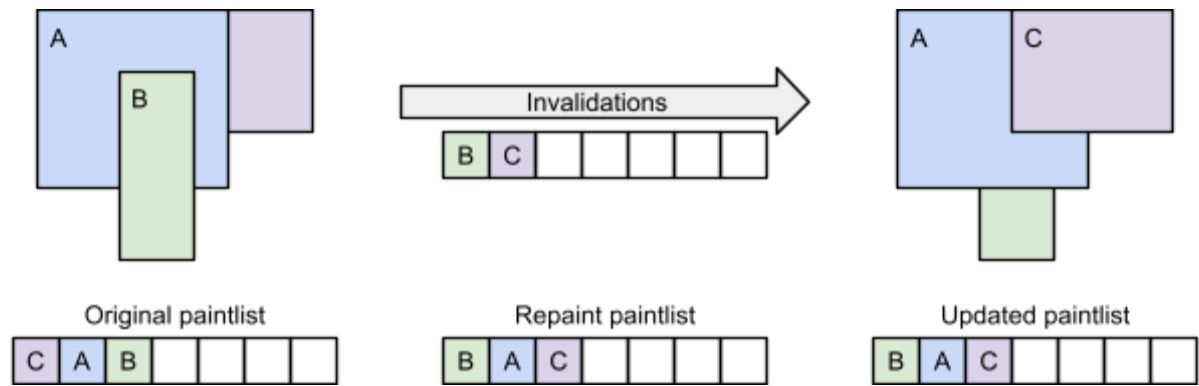 A
B
Invalidations
B C
A
C
Original paintlist
C A B
Repaint paintlist
B A C
Updated paintlist
B A C